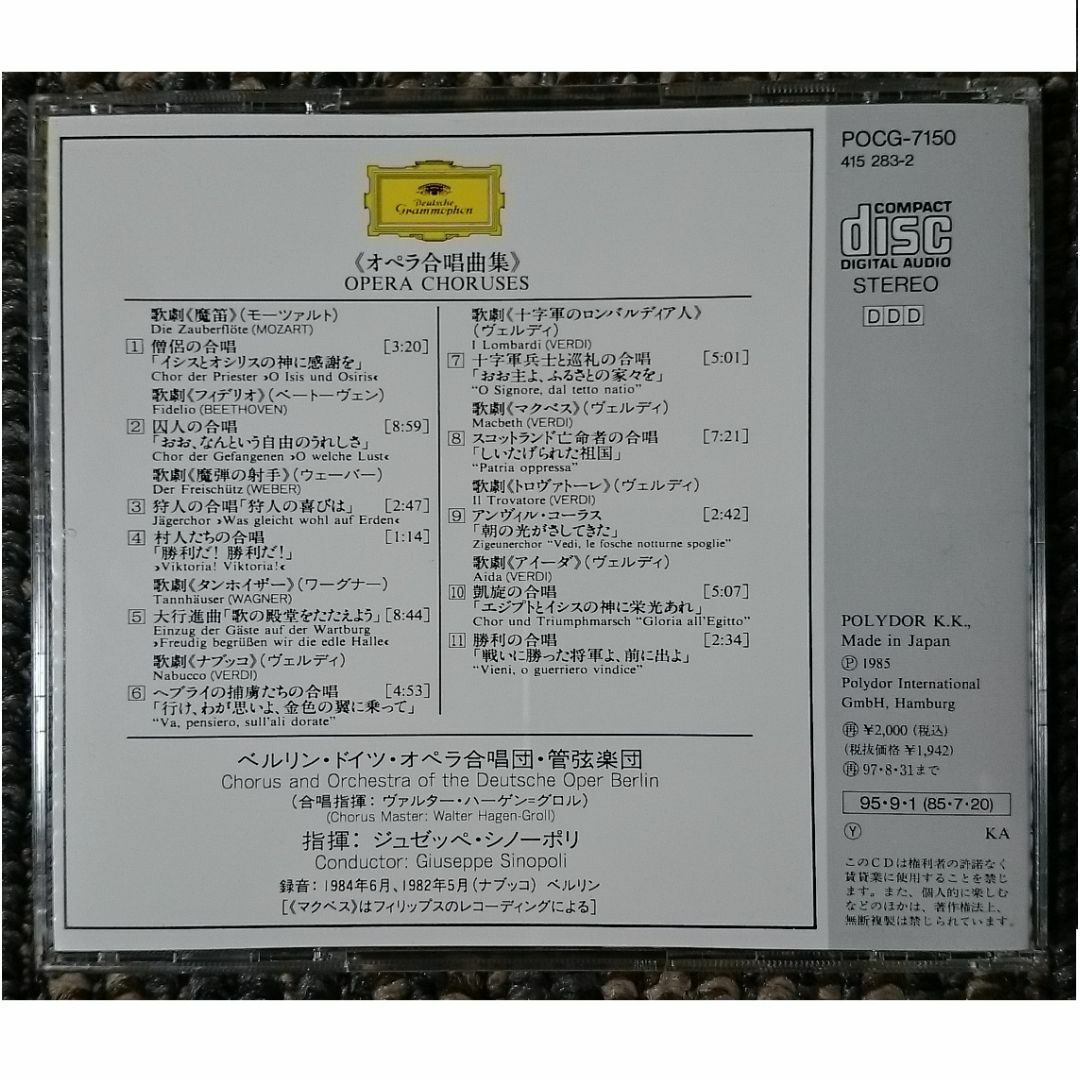 Deutsche
Grammophon
《オペラ合唱曲集》
OPERA CHORUSES
歌劇《魔笛》(モーツァルト)
Die Zauberflöte (MOZART)
1 僧侶の合唱 [3:20]
「イシスとオシリスの神に感謝を」
Chor der Priester ›O Isis und Osiris‹
歌劇《フィデリオ》(ベートーヴェン)
Fidelio (BEETHOVEN)
2 囚人の合唱 [8:59]
「おお、なんという自由のうれしさ」
Chor der Gefangenen ›O welche Lust‹
歌劇《魔弾の射手》(ウェーバー)
Der Freischütz (WEBER)
3 狩人の合唱「狩人の喜びは」 [2:47]
Jägerchor ›Was gleicht wohl auf Erden‹
4 村人たちの合唱 [1:14]
「勝利だ! 勝利だ!」
›Viktoria! Viktoria!‹
歌劇《タンホイザー》(ワーグナー)
Tannhäuser (WAGNER)
5 大行進曲「歌の殿堂をたたえよう」 [8:44]
Einzug der Gäste auf der Wartburg
›Freudig begrüßen wir die edle Halle‹
歌劇《ナブッコ》(ヴェルディ)
Nabucco (VERDI)
6 ヘブライの捕虜たちの合唱 [4:53]
「行け、わが思いよ、金色の翼に乗って」
“Va, pensiero, sull'ali dorate”
歌劇《十字軍のロンバルディア人》
(ヴェルディ)
I Lombardi (VERDI)
7 十字軍兵士と巡礼の合唱 [5:01]
「おお主よ、ふるさとの家々を」
“O Signore, dal tetto natio”
歌劇《マクベス》(ヴェルディ)
Macbeth (VERDI)
8 スコットランド亡命者の合唱 [7:21]
「しいたげられた祖国」
“Patria oppressa”
歌劇《トロヴァトーレ》(ヴェルディ)
Il Trovatore (VERDI)
9 アンヴィル・コーラス [2:42]
「朝の光がさしてきた」
Zigeunerchor “Vedi, le fosche notturne spoglie”
歌劇《アイーダ》(ヴェルディ)
Aida (VERDI)
10 凱旋の合唱 [5:07]
「エジプトとイシスの神に栄光あれ」
Chor und Triumphmarsch “Gloria all'Egitto”
11 勝利の合唱 [2:34]
「戦いに勝った将軍よ、前に出よ」
“Vieni, o guerriero vindice”
ベルリン・ドイツ・オペラ合唱団・管弦楽団
Chorus and Orchestra of the Deutsche Oper Berlin
(合唱指揮: ヴァルター・ハーゲン=グロル)
(Chorus Master: Walter Hagen-Groll)
指揮: ジュゼッペ・シノーポリ
Conductor: Giuseppe Sinopoli
録音: 1984年6月、1982年5月(ナブッコ) ベルリン
[《マクベス》はフィリップスのレコーディングによる]
POCG-7150
415 283-2
COMPACT
disc
DIGITAL AUDIO
STEREO
DDD
POLYDOR K.K.,
Made in Japan
Ⓟ 1985
Polydor International
GmbH, Hamburg
再 ¥2,000 (税込)
(税抜価格 ¥1,942)
再 97・8・31まで
95・9・1 (85・7・20)
Ⓨ KA
このCDは権利者の許諾なく
賃貸業に使用することを禁じ
ます。また、個人的に楽しむ
などのほかは、著作権法上、
無断複製は禁じられています。